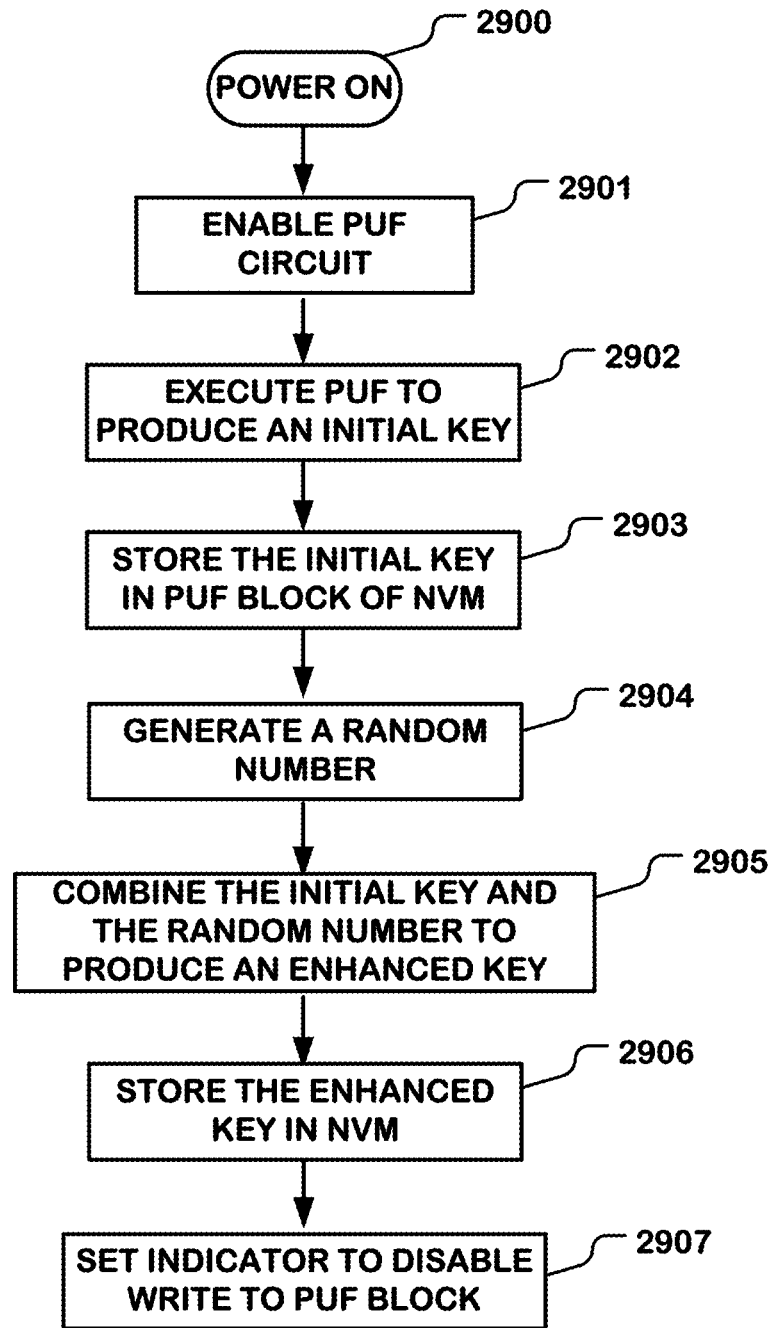 2900
POWER ON
2901
ENABLE PUF
CIRCUIT
2902
EXECUTE PUF TO
PRODUCE AN INITIAL KEY
2903
STORE THE INITIAL KEY
IN PUF BLOCK OF NVM
2904
GENERATE A RANDOM
NUMBER
2905
COMBINE THE INITIAL KEY AND
THE RANDOM NUMBER TO
PRODUCE AN ENHANCED KEY
2906
STORE THE ENHANCED
KEY IN NVM
2907
SET INDICATOR TO DISABLE
WRITE TO PUF BLOCK